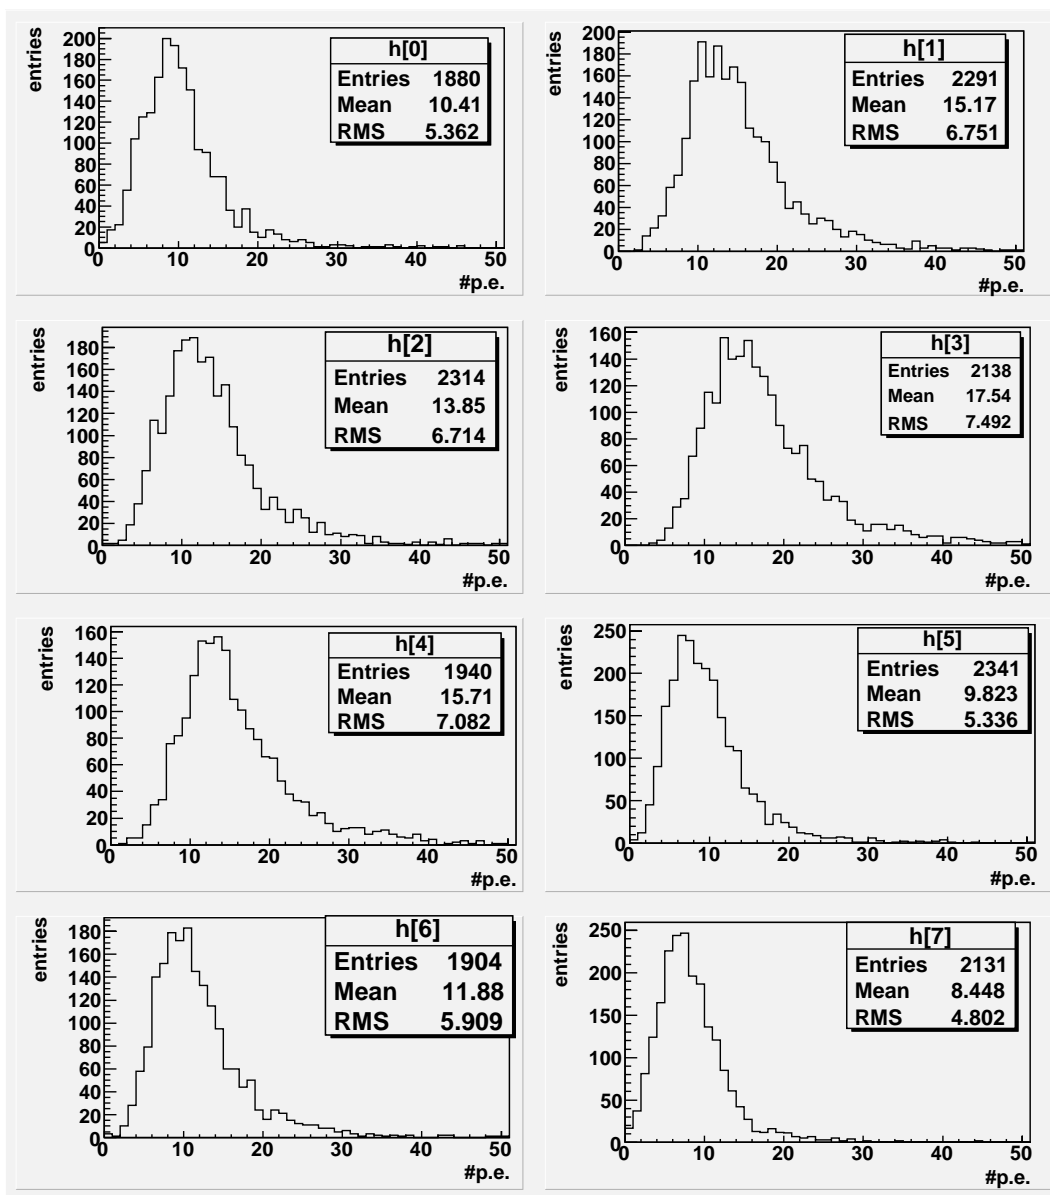 entries
200
180
160
140
120
100
80
60
40
20
0
h[0]
Entries 1880
Mean 10.41
RMS 5.362
0 10 20 30 40 50
#p.e.
entries
200
180
160
140
120
100
80
60
40
20
0
h[1]
Entries 2291
Mean 15.17
RMS 6.751
0 10 20 30 40 50
#p.e.
entries
180
160
140
120
100
80
60
40
20
0
h[2]
Entries 2314
Mean 13.85
RMS 6.714
0 10 20 30 40 50
#p.e.
entries
160
140
120
100
80
60
40
20
0
h[3]
Entries 2138
Mean 17.54
RMS 7.492
0 10 20 30 40 50
#p.e.
entries
160
140
120
100
80
60
40
20
0
h[4]
Entries 1940
Mean 15.71
RMS 7.082
0 10 20 30 40 50
#p.e.
entries
250
200
150
100
50
0
h[5]
Entries 2341
Mean 9.823
RMS 5.336
0 10 20 30 40 50
#p.e.
entries
180
160
140
120
100
80
60
40
20
0
h[6]
Entries 1904
Mean 11.88
RMS 5.909
0 10 20 30 40 50
#p.e.
entries
250
200
150
100
50
0
h[7]
Entries 2131
Mean 8.448
RMS 4.802
0 10 20 30 40 50
#p.e.